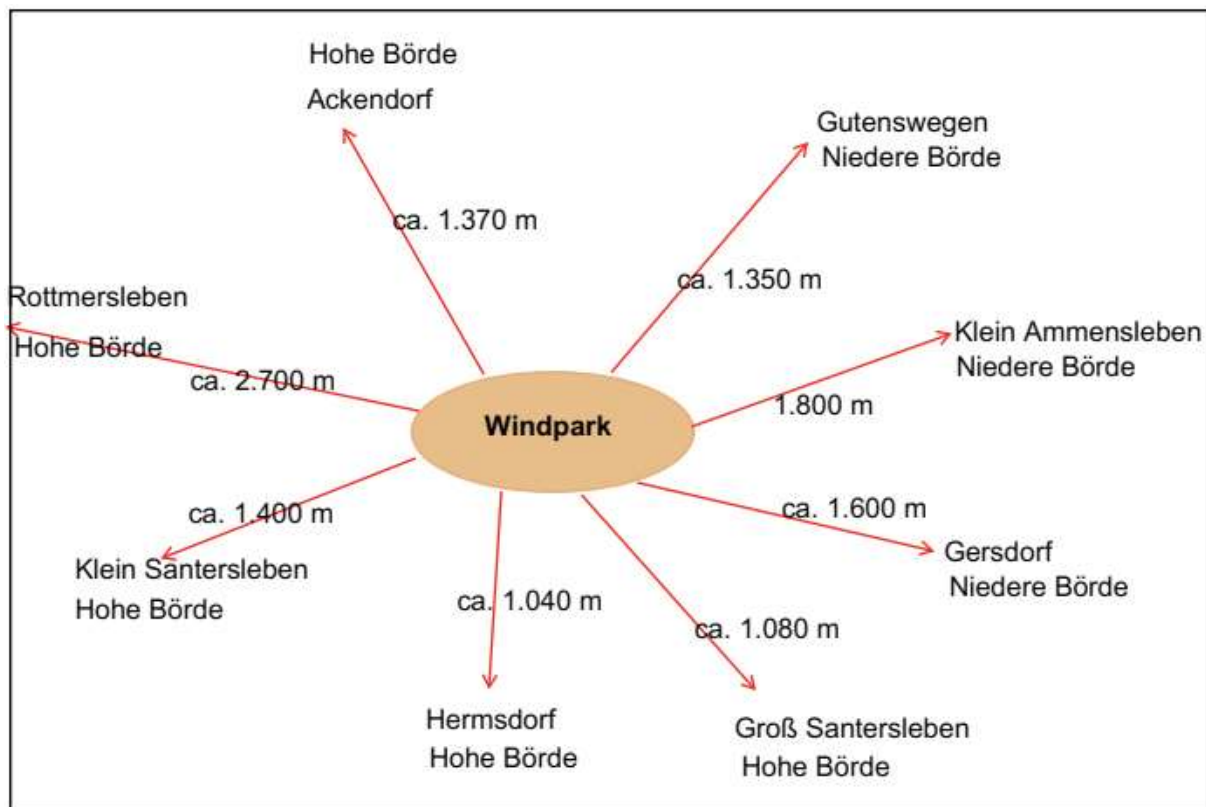 Hohe Börde
Ackendorf
Gutenswegen
Niedere Börde
ca. 1.370 m
ca. 1.350 m
Rottmersleben
Hohe Börde
ca. 2.700 m
Klein Ammensleben
Niedere Börde
1.800 m
Windpark
ca. 1.400 m
ca. 1.600 m
Klein Santersleben
Hohe Börde
Gersdorf
Niedere Börde
ca. 1.040 m
ca. 1.080 m
Hermsdorf
Hohe Börde
Groß Santersleben
Hohe Börde